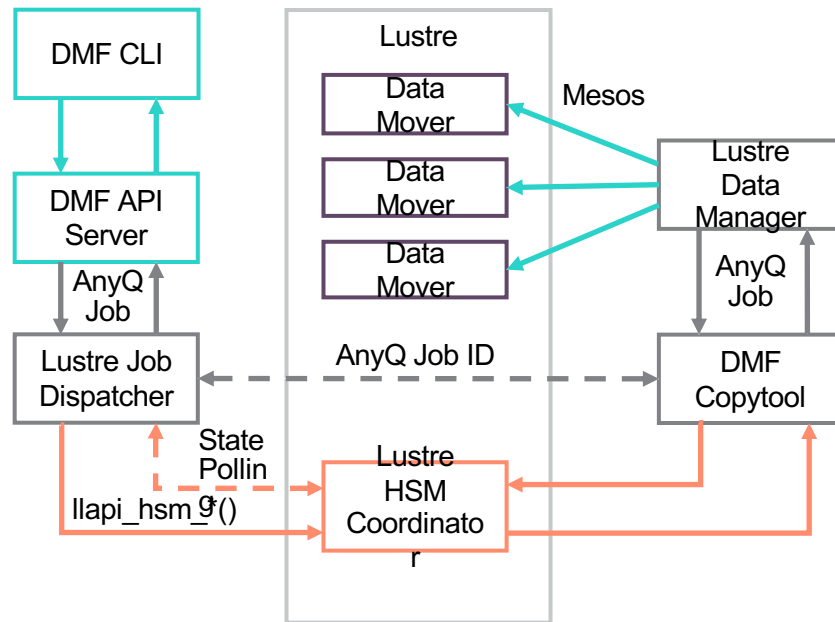 DMF CLI
Lustre
Data
Mover
Mesos
Data
Mover
Lustre
Data
Manager
DMF API
Server
Data
Mover
AnyQ
Job
AnyQ
Job
Lustre Job
Dispatcher
AnyQ Job ID
DMF
Copytool
State
Pollin
g
llapi_hsm_*()
Lustre
HSM
Coordinato
r